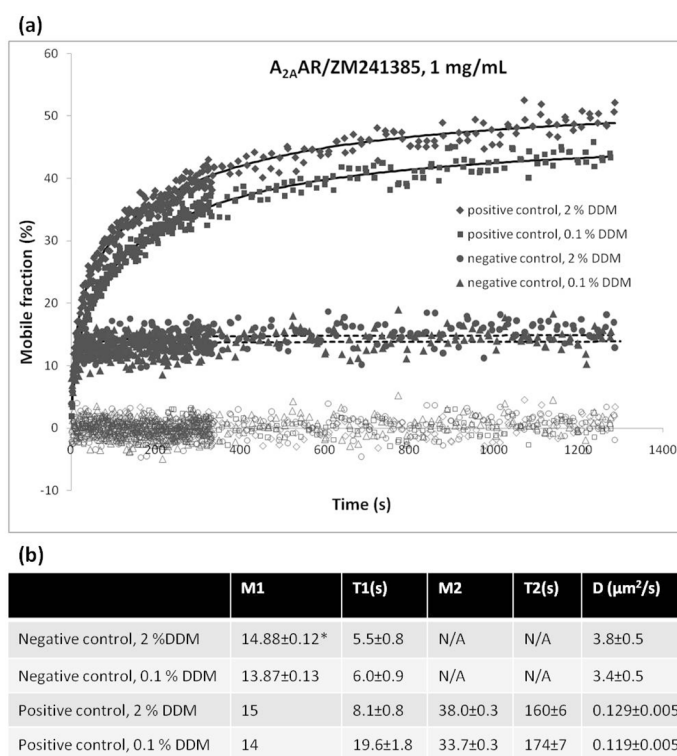 (a)
A2AAR/ZM241385, 1 mg/mL
60
50
40
30
20
10
0
-10
Mobile fraction (%)
positive control, 2 % DDM
positive control, 0.1 % DDM
negative control, 2 % DDM
negative control, 0.1 % DDM
0 200 400 600 800 1000 1200 1400
Time (s)
(b)
M1 T1(s) M2 T2(s) D (μm²/s)
Negative control, 2 %DDM 14.88±0.12* 5.5±0.8 N/A N/A 3.8±0.5
Negative control, 0.1 % DDM 13.87±0.13 6.0±0.9 N/A N/A 3.4±0.5
Positive control, 2 % DDM 15 8.1±0.8 38.0±0.3 160±6 0.129±0.005
Positive control, 0.1 % DDM 14 19.6±1.8 33.7±0.3 174±7 0.119±0.005